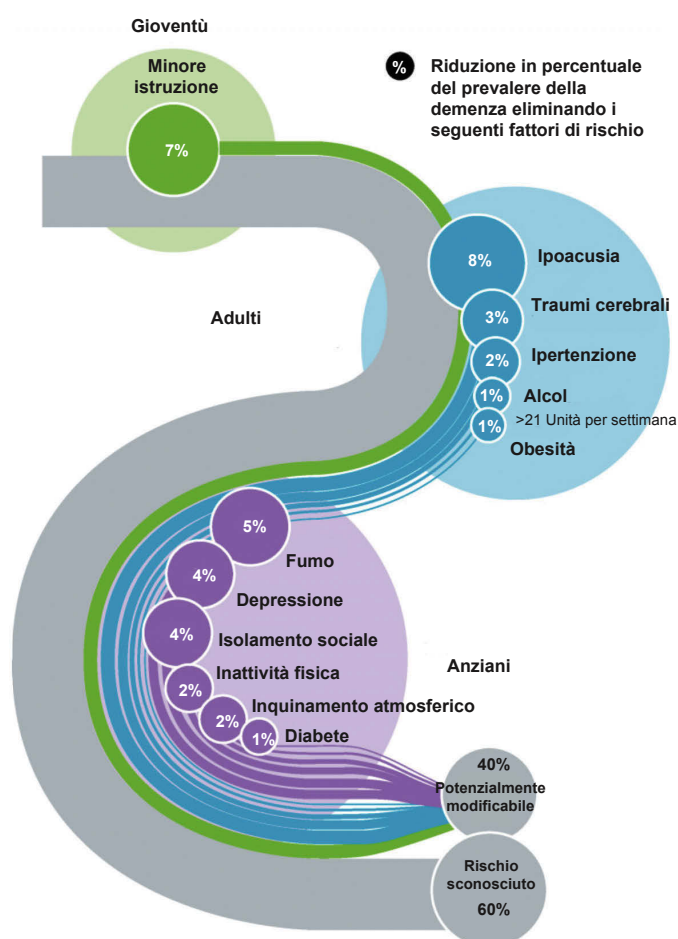 Gioventù
Minore
istruzione
7%
%
Riduzione in percentuale
del prevalere della
demenza eliminando i
seguenti fattori di rischio
Adulti
8%
Ipoacusia
3%
Traumi cerebrali
2%
Ipertenzione
1%
Alcol
>21 Unità per settimana
1%
Obesità
5%
Fumo
4%
Depressione
4%
Isolamento sociale
2%
Inattività fisica
2%
Inquinamento atmosferico
1%
Diabete
Anziani
40%
Potenzialmente
modificabile
Rischio
sconosciuto
60%